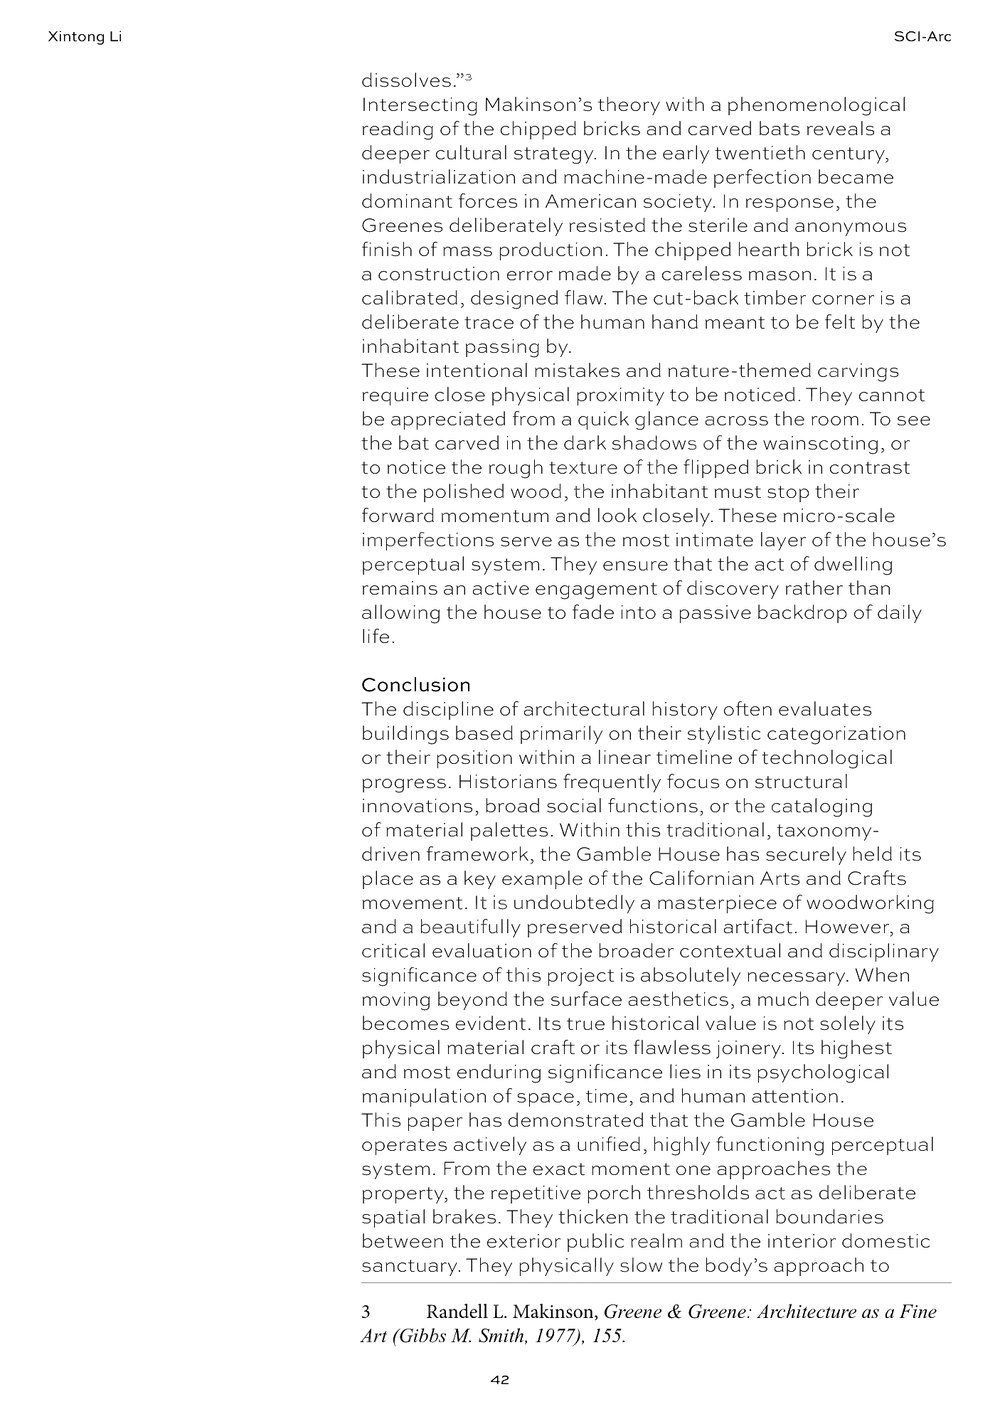 Xintong Li
SCI-Arc
dissolves.”3
Intersecting Makinson’s theory with a phenomenological
reading of the chipped bricks and carved bats reveals a
deeper cultural strategy. In the early twentieth century,
industrialization and machine-made perfection became
dominant forces in American society. In response, the
Greenes deliberately resisted the sterile and anonymous
finish of mass production. The chipped hearth brick is not
a construction error made by a careless mason. It is a
calibrated, designed flaw. The cut-back timber corner is a
deliberate trace of the human hand meant to be felt by the
inhabitant passing by.
These intentional mistakes and nature-themed carvings
require close physical proximity to be noticed. They cannot
be appreciated from a quick glance across the room. To see
the bat carved in the dark shadows of the wainscoting, or
to notice the rough texture of the flipped brick in contrast
to the polished wood, the inhabitant must stop their
forward momentum and look closely. These micro-scale
imperfections serve as the most intimate layer of the house’s
perceptual system. They ensure that the act of dwelling
remains an active engagement of discovery rather than
allowing the house to fade into a passive backdrop of daily
life.
Conclusion
The discipline of architectural history often evaluates
buildings based primarily on their stylistic categorization
or their position within a linear timeline of technological
progress. Historians frequently focus on structural
innovations, broad social functions, or the cataloging
of material palettes. Within this traditional, taxonomy-
driven framework, the Gamble House has securely held its
place as a key example of the Californian Arts and Crafts
movement. It is undoubtedly a masterpiece of woodworking
and a beautifully preserved historical artifact. However, a
critical evaluation of the broader contextual and disciplinary
significance of this project is absolutely necessary. When
moving beyond the surface aesthetics, a much deeper value
becomes evident. Its true historical value is not solely its
physical material craft or its flawless joinery. Its highest
and most enduring significance lies in its psychological
manipulation of space, time, and human attention.
This paper has demonstrated that the Gamble House
operates actively as a unified, highly functioning perceptual
system. From the exact moment one approaches the
property, the repetitive porch thresholds act as deliberate
spatial brakes. They thicken the traditional boundaries
between the exterior public realm and the interior domestic
sanctuary. They physically slow the body’s approach to
3 Randell L. Makinson, Greene & Greene: Architecture as a Fine
Art (Gibbs M. Smith, 1977), 155.
42